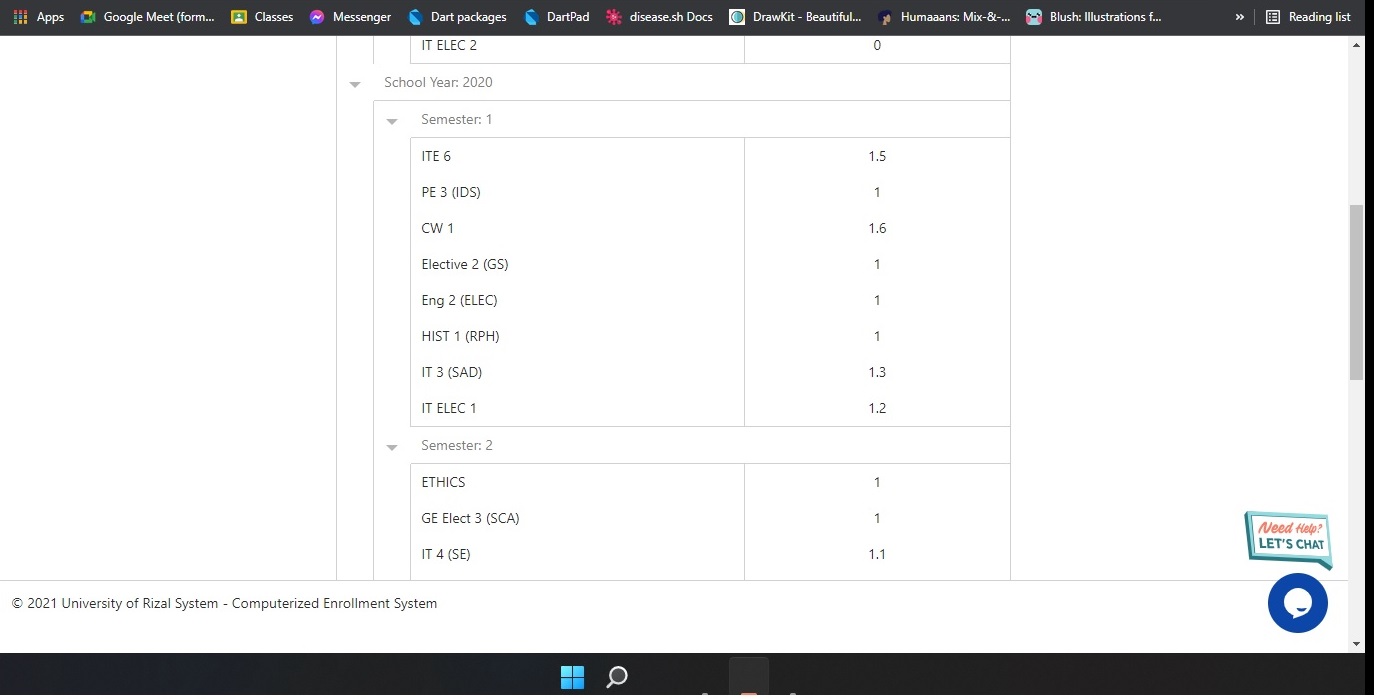 Apps Google Meet (form... Classes Messenger Dart packages DartPad disease.sh Docs DrawKit - Beautiful... Humaaans: Mix-&-... Blush: Illustrations f... » Reading list
IT ELEC 2 0
School Year: 2020
Semester: 1
ITE 6 1.5
PE 3 (IDS) 1
CW 1 1.6
Elective 2 (GS) 1
Eng 2 (ELEC) 1
HIST 1 (RPH) 1
IT 3 (SAD) 1.3
IT ELEC 1 1.2
Semester: 2
ETHICS 1
GE Elect 3 (SCA) 1
IT 4 (SE) 1.1
Need Help?
LET'S CHAT
© 2021 University of Rizal System - Computerized Enrollment System